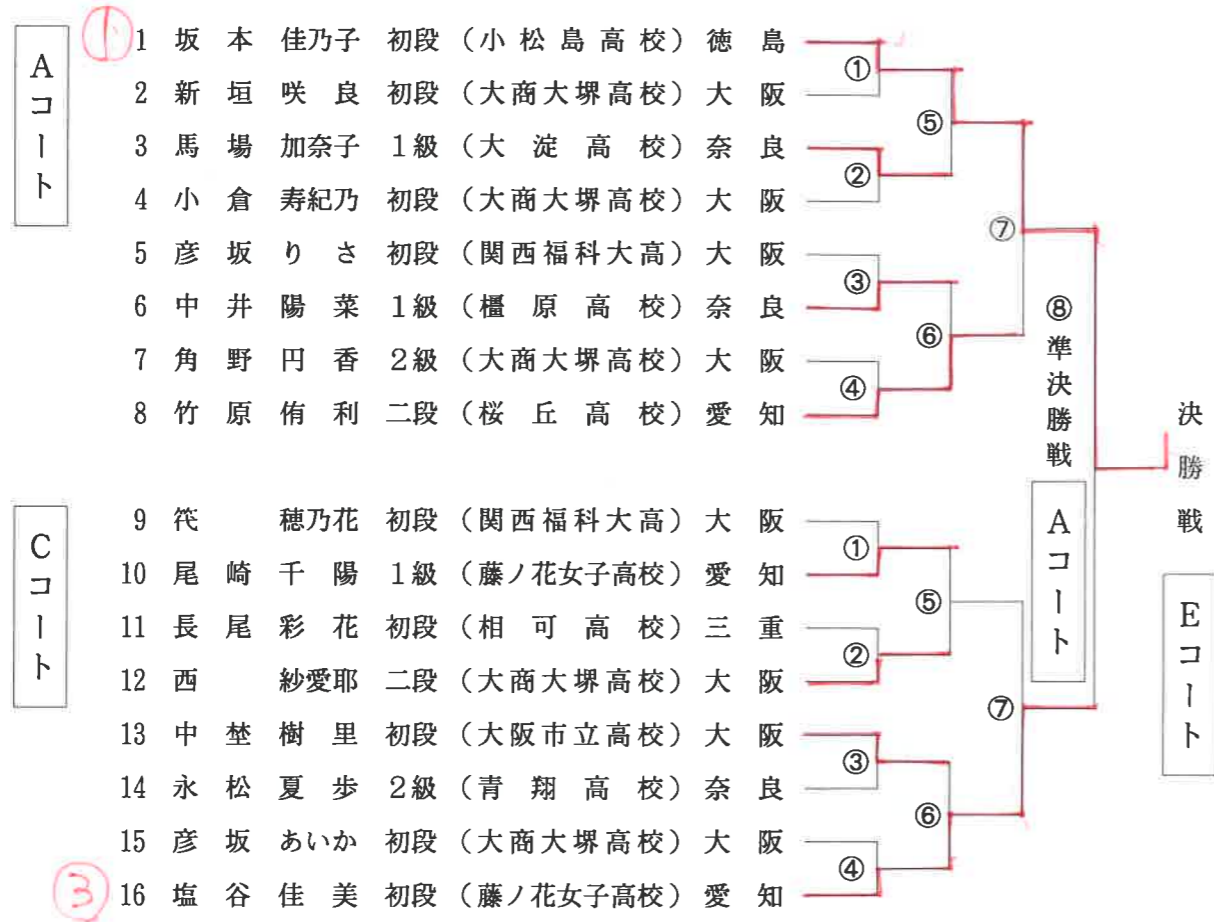 Aコート
① 1 坂本 佳乃子 初段 (小松島高校) 徳島
2 新垣 咲良 初段 (大商大堺高校) 大阪
3 馬場 加奈子 1級 (大淀高校) 奈良
4 小倉 寿紀乃 初段 (大商大堺高校) 大阪
5 彦坂 りさ 初段 (関西福科大高) 大阪
6 中井 陽菜 1級 (橿原高校) 奈良
7 角野 円香 2級 (大商大堺高校) 大阪
8 竹原 侑利 二段 (桜丘高校) 愛知
① ② ③ ④
⑤ ⑥
⑦
⑧準決勝戦
Aコート
決勝戦
Eコート
Cコート
9 筏 穂乃花 初段 (関西福科大高) 大阪
10 尾崎 千陽 1級 (藤ノ花女子高校) 愛知
11 長尾 彩花 初段 (相可高校) 三重
12 西 紗愛耶 二段 (大商大堺高校) 大阪
13 中埜 樹里 初段 (大阪市立高校) 大阪
14 永松 夏歩 2級 (青翔高校) 奈良
15 彦坂 あいか 初段 (大商大堺高校) 大阪
③ 16 塩谷 佳美 初段 (藤ノ花女子高校) 愛知
① ② ③ ④
⑤ ⑥
⑦